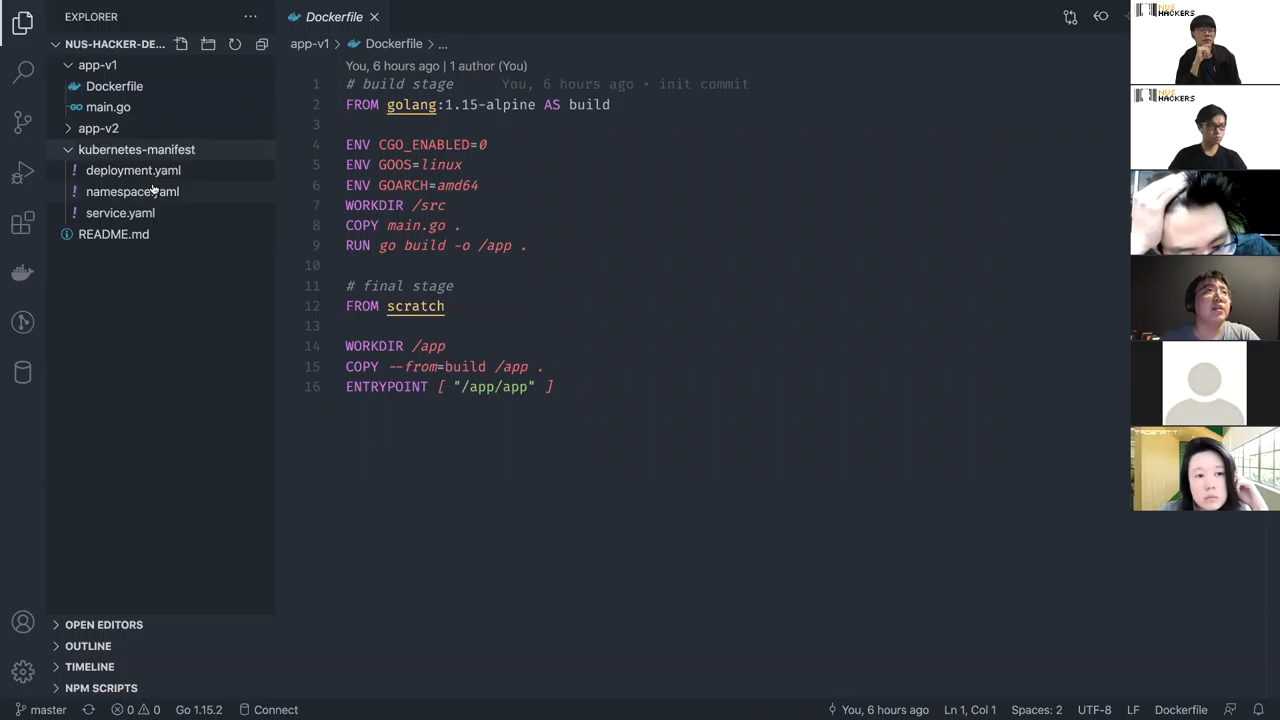 EXPLORER
NUS-HACKER-DE...
app-v1
Dockerfile
main.go
app-v2
kubernetes-manifest
deployment.yaml
namespace.yaml
service.yaml
README.md
OPEN EDITORS
OUTLINE
TIMELINE
NPM SCRIPTS
Dockerfile
app-v1 > Dockerfile > ...
You, 6 hours ago | 1 author (You)
1 # build stage You, 6 hours ago • init commit
2 FROM golang:1.15-alpine AS build
3
4 ENV CGO_ENABLED=0
5 ENV GOOS=linux
6 ENV GOARCH=amd64
7 WORKDIR /src
8 COPY main.go .
9 RUN go build -o /app .
10
11 # final stage
12 FROM scratch
13
14 WORKDIR /app
15 COPY --from=build /app .
16 ENTRYPOINT [ "/app/app" ]
NUS
HACKERS
NUS
HACKERS
master
0 0
Go 1.15.2
Connect
You, 6 hours ago
Ln 1, Col 1
Spaces: 2
UTF-8
LF
Dockerfile